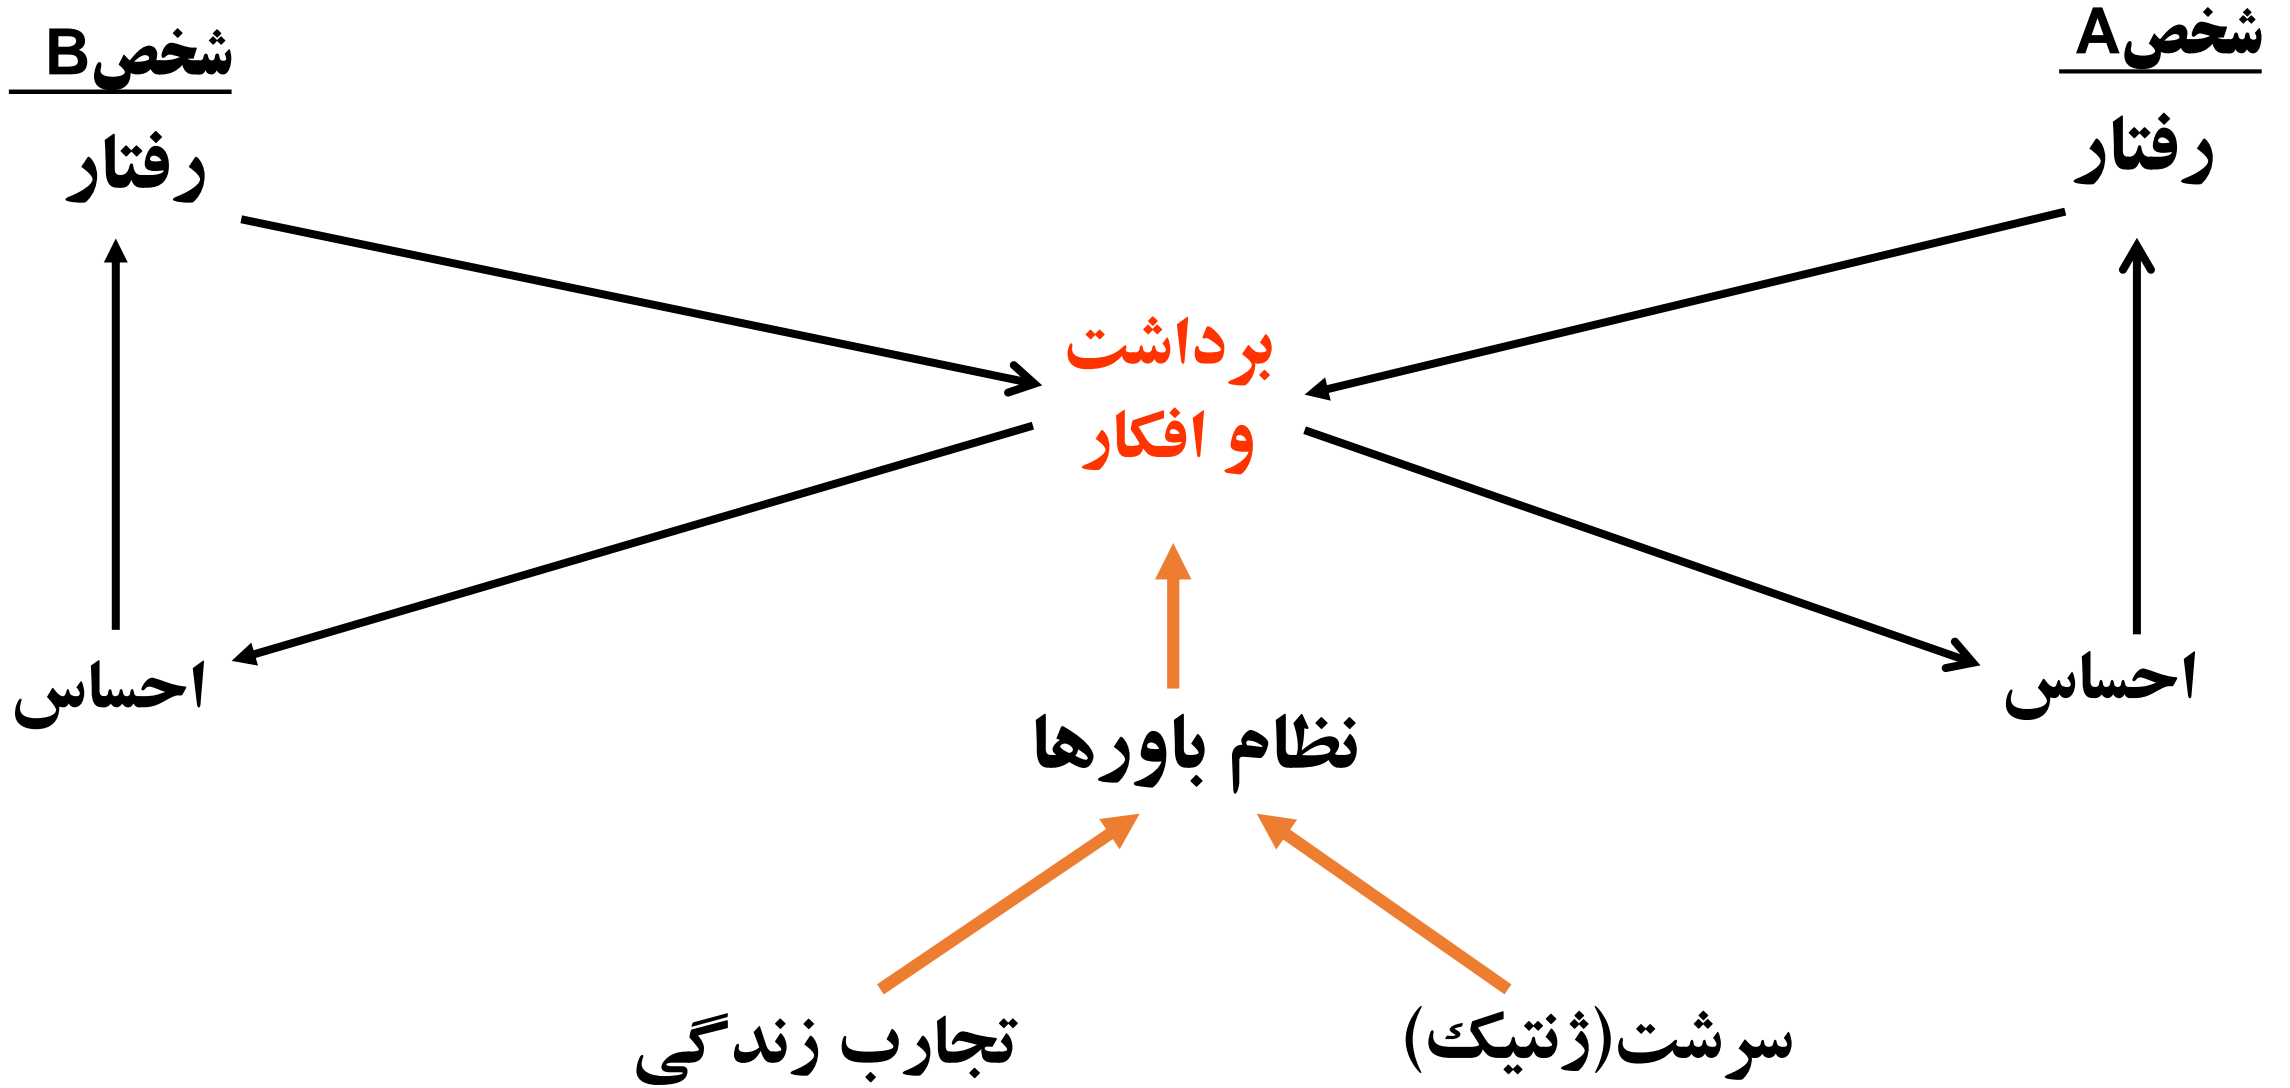 شخصA
شخصB
رفتار
رفتار
برداشت
و افکار
احساس
احساس
نظام باورها
سرشت(ژنتیک)
تجارب زندگی